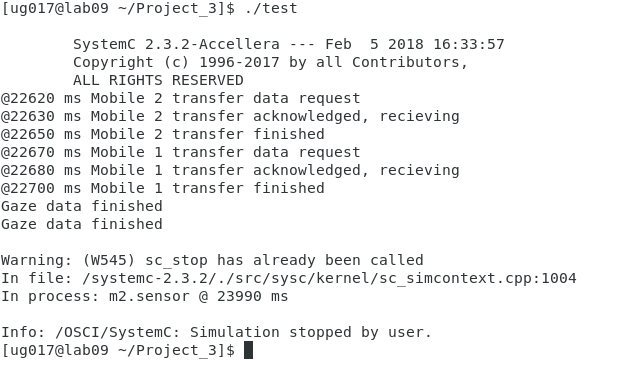 [ug017@lab09 ~/Project_3]$ ./test
SystemC 2.3.2-Accellera --- Feb  5 2018 16:33:57
Copyright (c) 1996-2017 by all Contributors,
ALL RIGHTS RESERVED
@22620 ms Mobile 2 transfer data request
@22630 ms Mobile 2 transfer acknowledged, recieving
@22650 ms Mobile 2 transfer finished
@22670 ms Mobile 1 transfer data request
@22680 ms Mobile 1 transfer acknowledged, recieving
@22700 ms Mobile 1 transfer finished
Gaze data finished
Gaze data finished
Warning: (W545) sc_stop has already been called
In file: /systemc-2.3.2/./src/sysc/kernel/sc_simcontext.cpp:1004
In process: m2.sensor @ 23990 ms
Info: /OSCI/SystemC: Simulation stopped by user.
[ug017@lab09 ~/Project_3]$